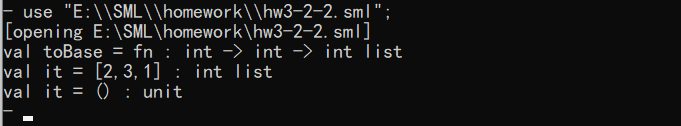 - use "E:\\SML\\homework\\hw3-2-2.sml";
[opening E:\SML\homework\hw3-2-2.sml]
val toBase = fn : int -> int -> int list
val it = [2,3,1] : int list
val it = () : unit
-